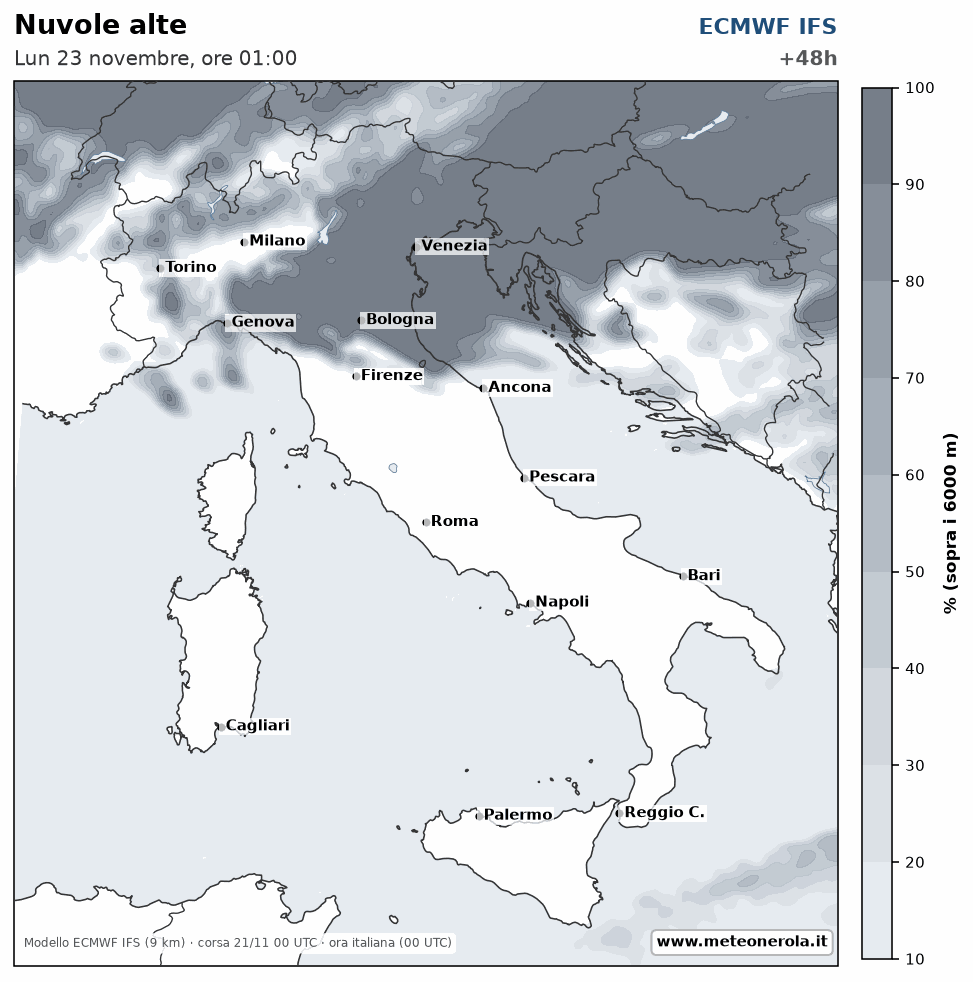 Nuvole alte
ECMWF IFS
Lun 23 novembre, ore 01:00
+48h
Milano
Venezia
Torino
Genova
Bologna
Firenze
Ancona
Pescara
Roma
Bari
Napoli
Cagliari
Palermo
Reggio C.
Modello ECMWF IFS (9 km) · corsa 21/11 00 UTC · ora italiana (00 UTC)
www.meteonerola.it
100
90
80
70
60
50
40
30
20
10
% (sopra i 6000 m)